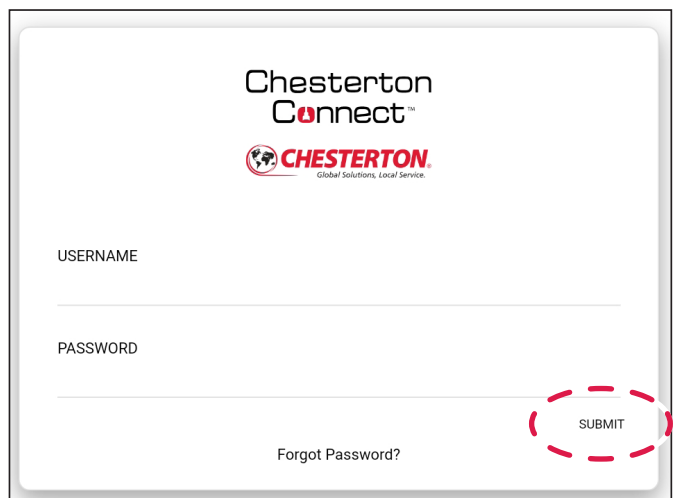 Chesterton
Connect™
CHESTERTON®
Global Solutions, Local Service.
USERNAME
PASSWORD
SUBMIT
Forgot Password?